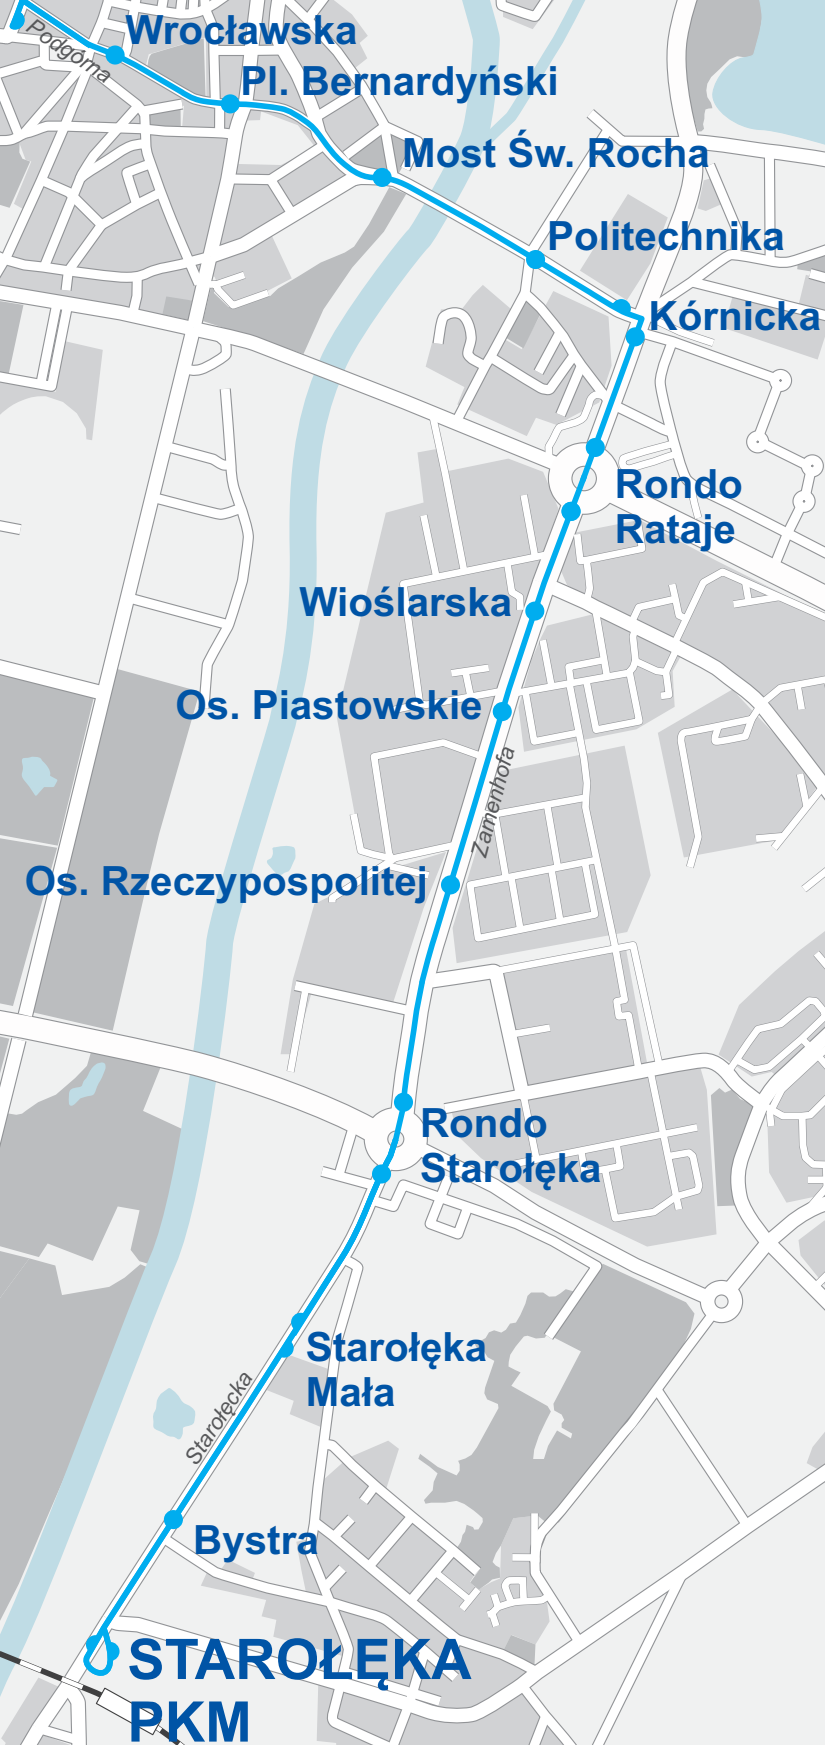 Wrocławska
Podgórna
Pl. Bernardyński
Most Św. Rocha
Politechnika
Kórnicka
Rondo
Rataje
Wioślarska
Os. Piastowskie
Zamenhofa
Os. Rzeczypospolitej
Rondo
Starołęka
Starołęka
Mała
Starołęcka
Bystra
STAROŁĘKA
PKM